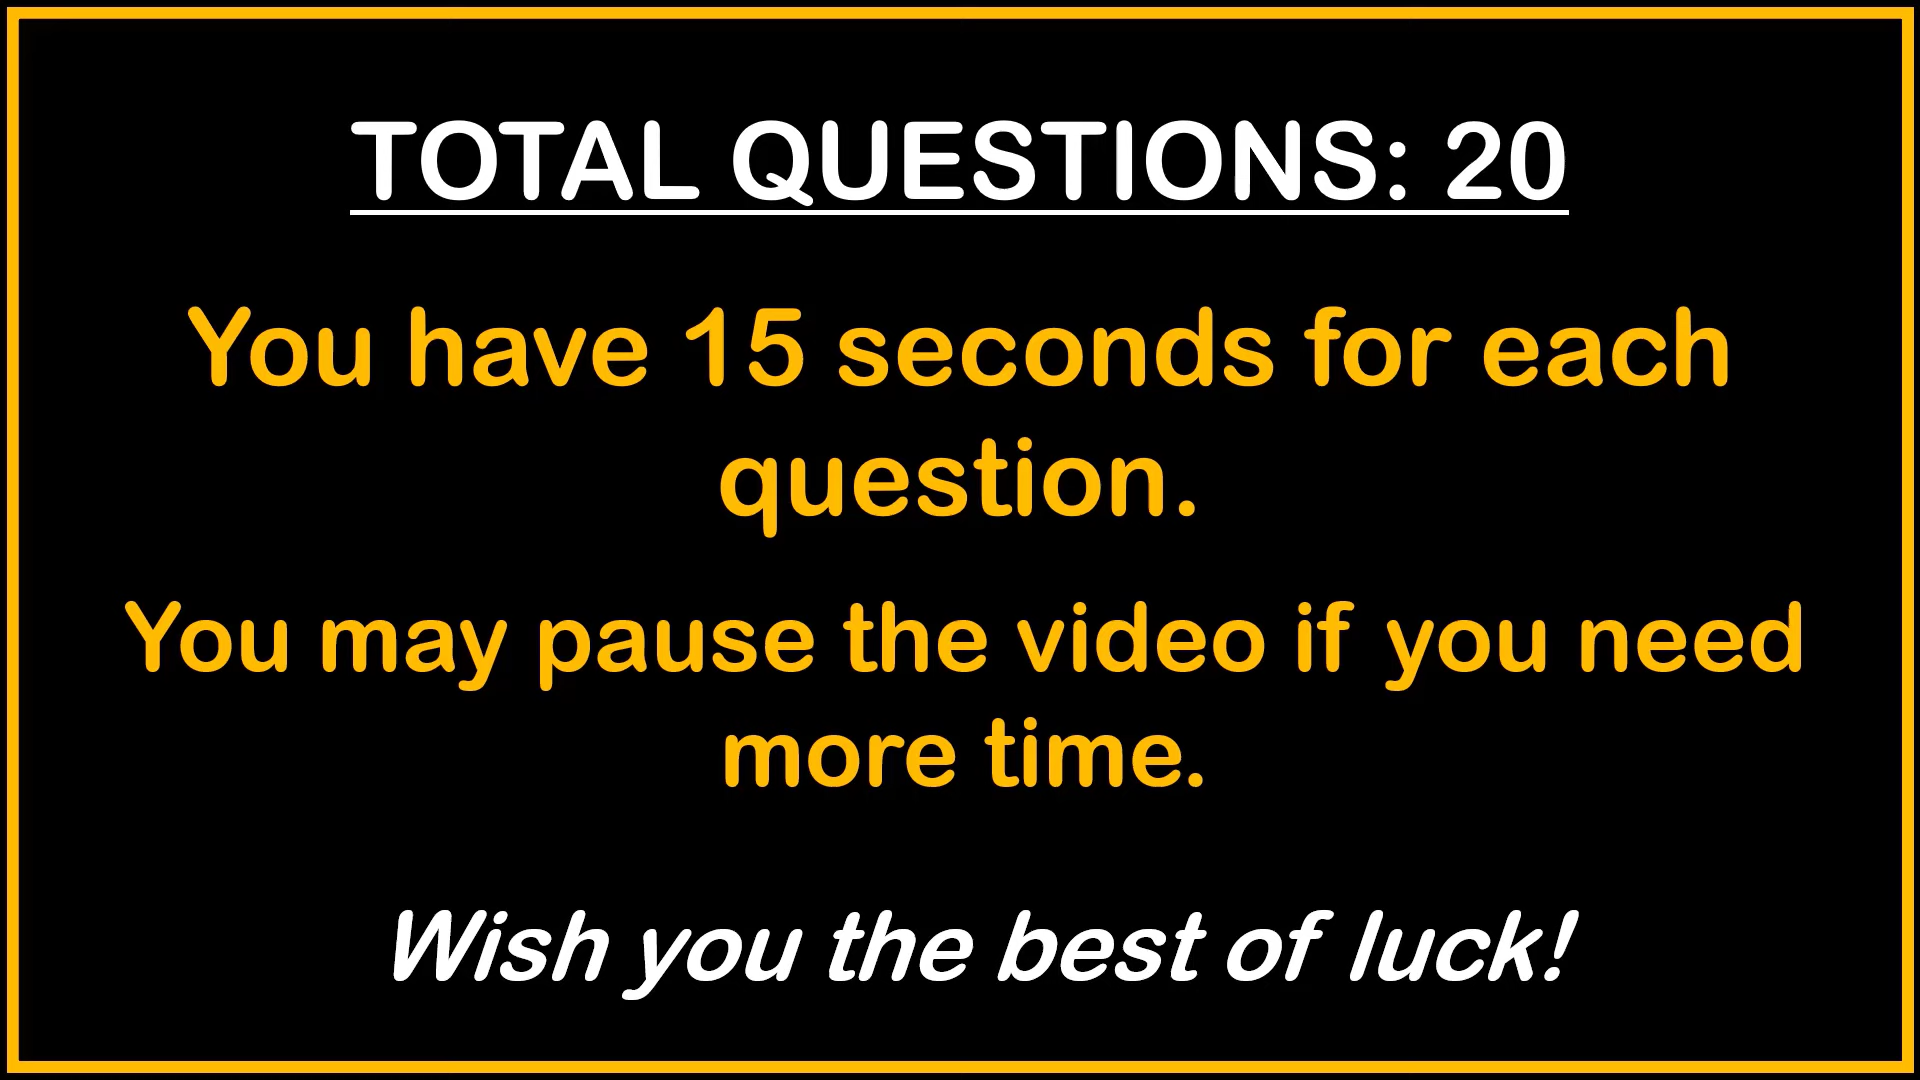 TOTAL QUESTIONS: 20
You have 15 seconds for each
question.
You may pause the video if you need
more time.
Wish you the best of luck!